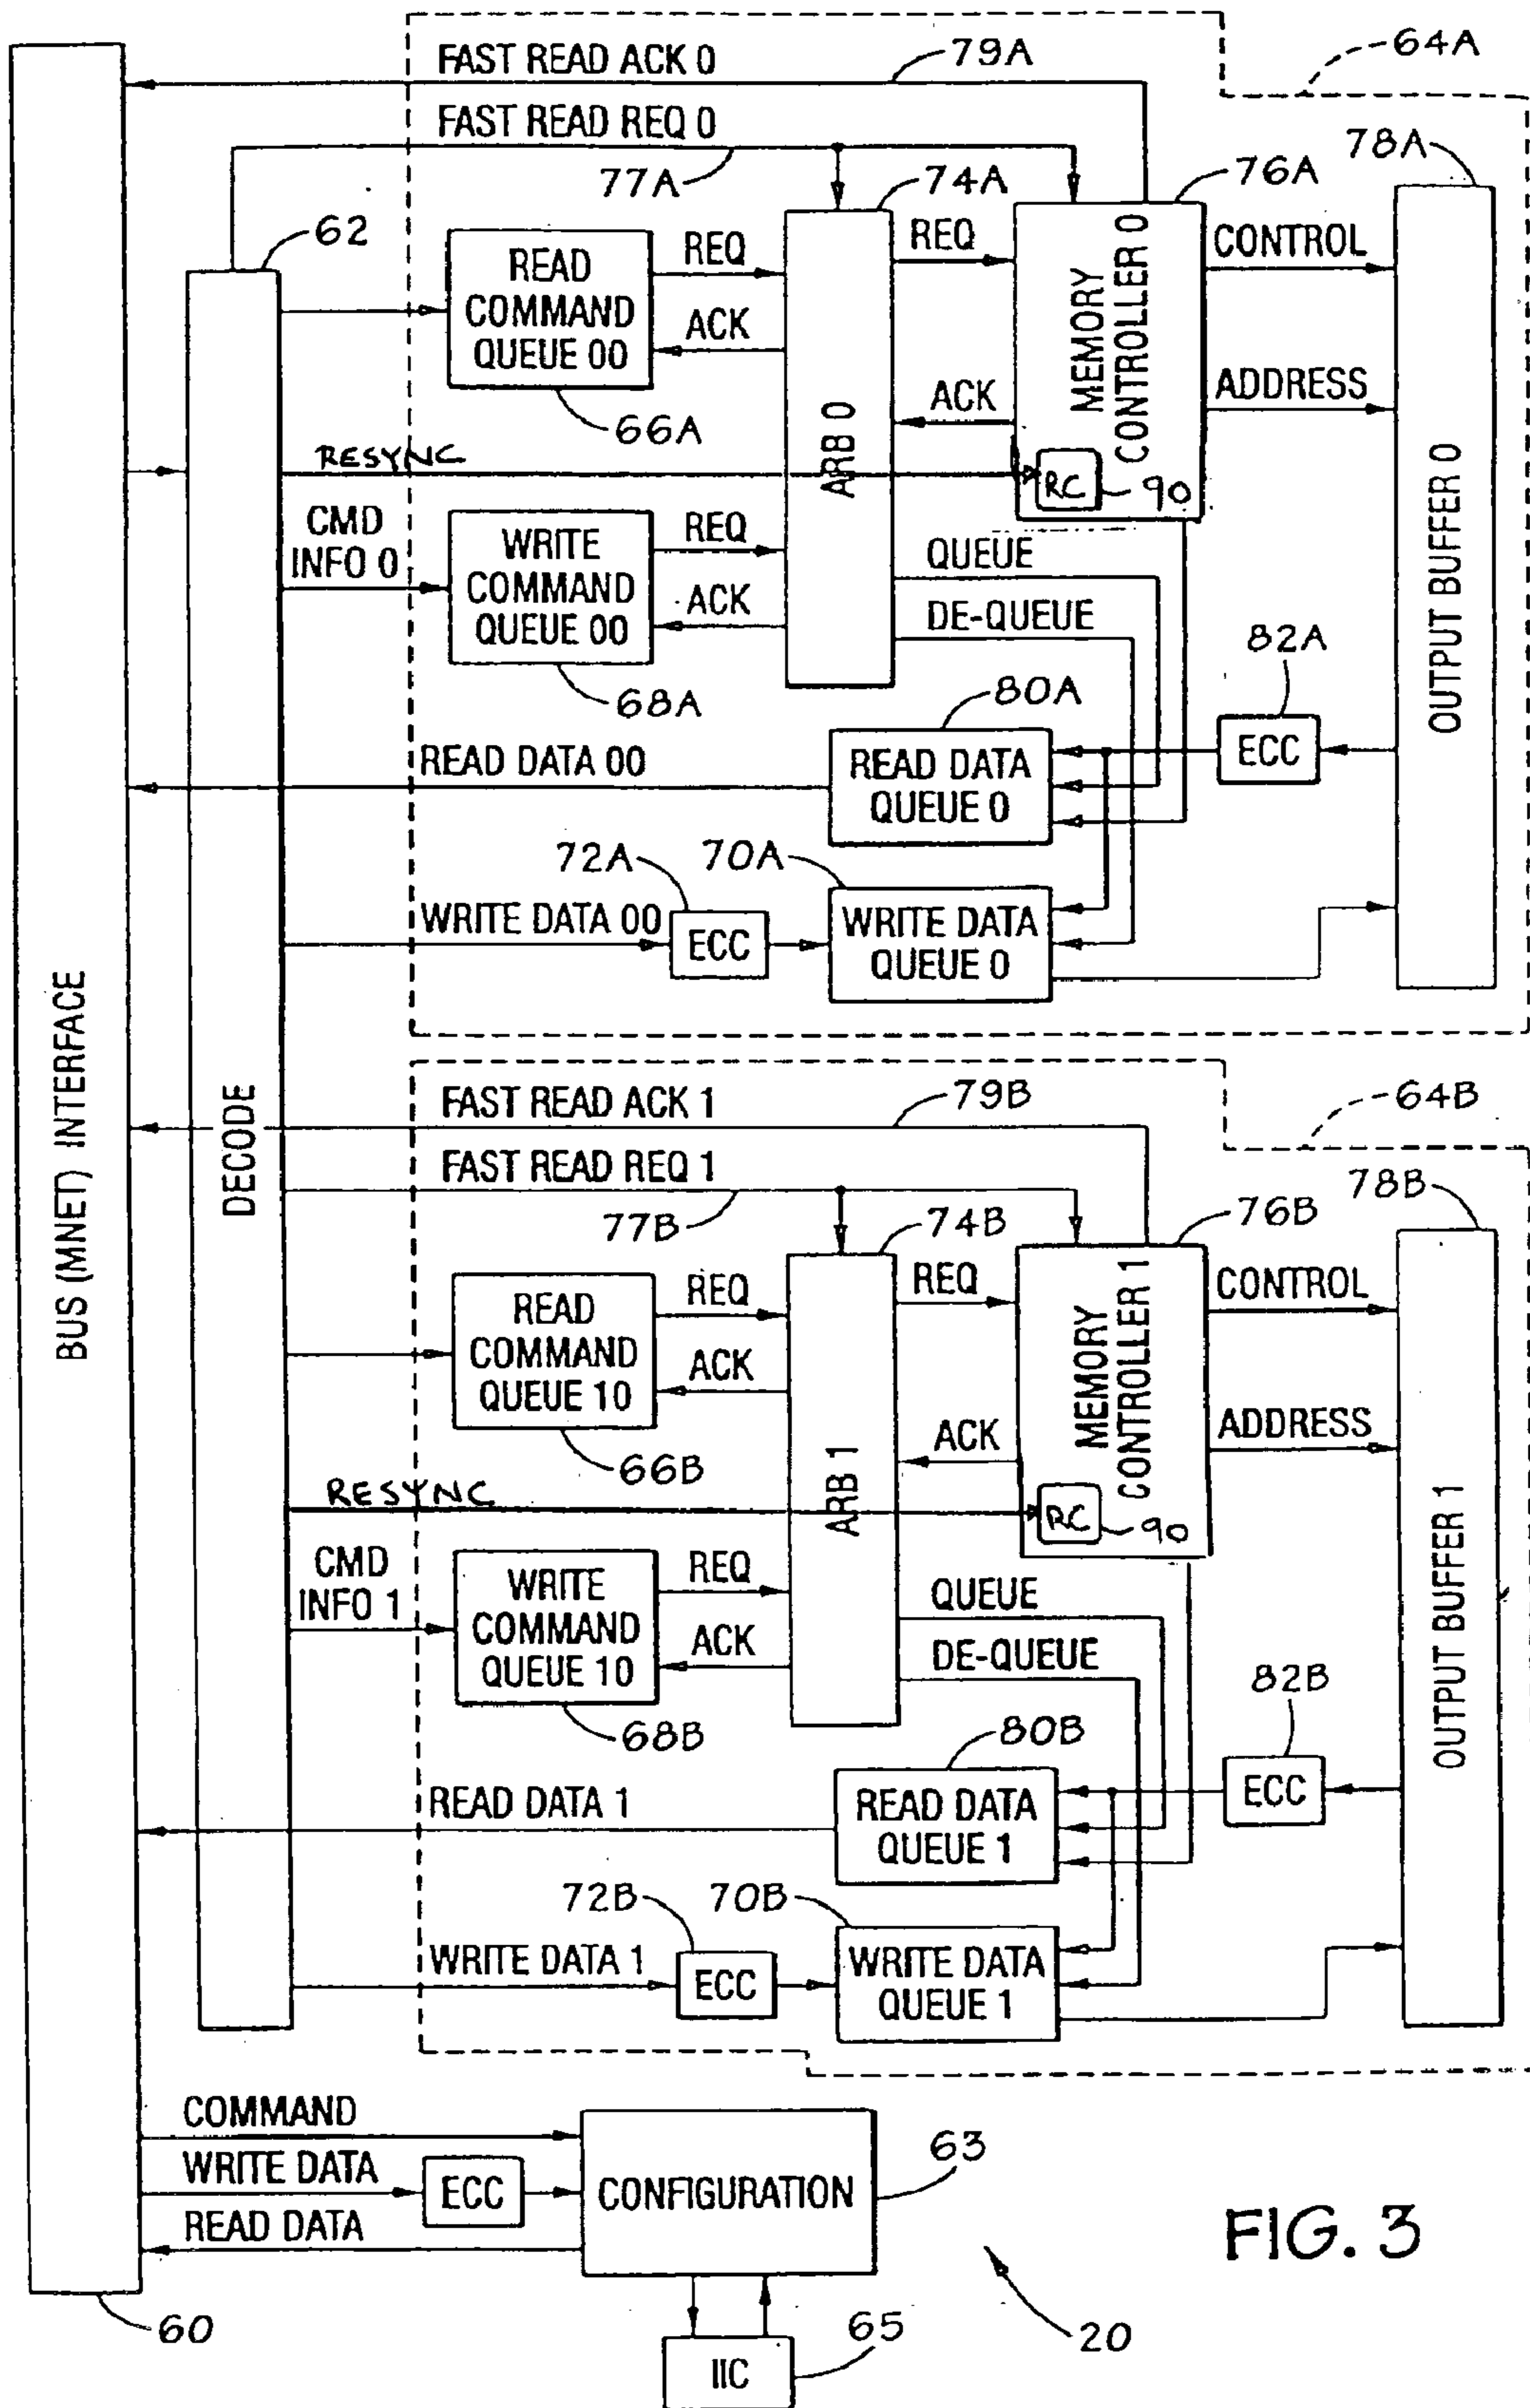 FAST READ ACK 0
79A
64A
FAST READ REQ 0
77A
74A
76A
78A
62
READ
COMMAND
QUEUE 00
REQ
ACK
66A
REQ
ACK
ARB 0
MEMORY
CONTROLLER 0
CONTROL
ADDRESS
RESYNC
RC
90
CMD
INFO 0
WRITE
COMMAND
QUEUE 00
REQ
ACK
68A
QUEUE
DE-QUEUE
82A
ECC
OUTPUT BUFFER 0
80A
READ DATA 00
READ DATA
QUEUE 0
72A
70A
WRITE DATA 00
ECC
WRITE DATA
QUEUE 0
BUS (MNET) INTERFACE
DECODE
FAST READ ACK 1
79B
64B
FAST READ REQ 1
77B
74B
76B
78B
READ
COMMAND
QUEUE 10
REQ
ACK
66B
REQ
ACK
ARB 1
MEMORY
CONTROLLER 1
CONTROL
ADDRESS
RESYNC
RC
90
CMD
INFO 1
WRITE
COMMAND
QUEUE 10
REQ
ACK
68B
QUEUE
DE-QUEUE
82B
ECC
OUTPUT BUFFER 1
80B
READ DATA 1
READ DATA
QUEUE 1
72B
70B
WRITE DATA 1
ECC
WRITE DATA
QUEUE 1
COMMAND
WRITE DATA
ECC
READ DATA
CONFIGURATION
63
60
IIC
65
20
FIG. 3